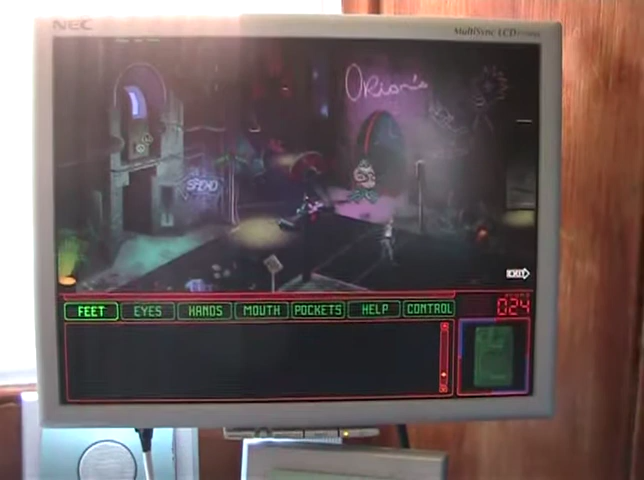 NEC
MultiSync LCD
ORion's
SPEND
EXIT
FEET
EYES
HANDS
MOUTH
POCKETS
HELP
CONTROL
024